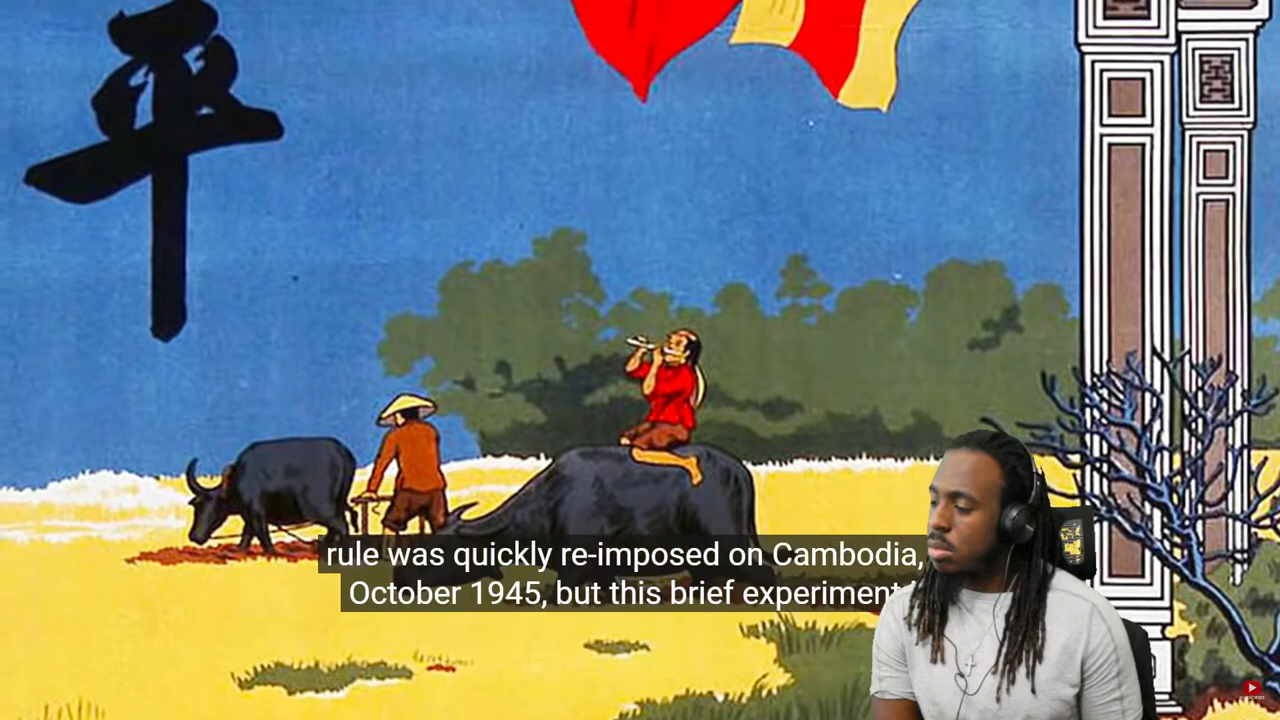 平
rule was quickly re-imposed on Cambodia,
October 1945, but this brief experiment